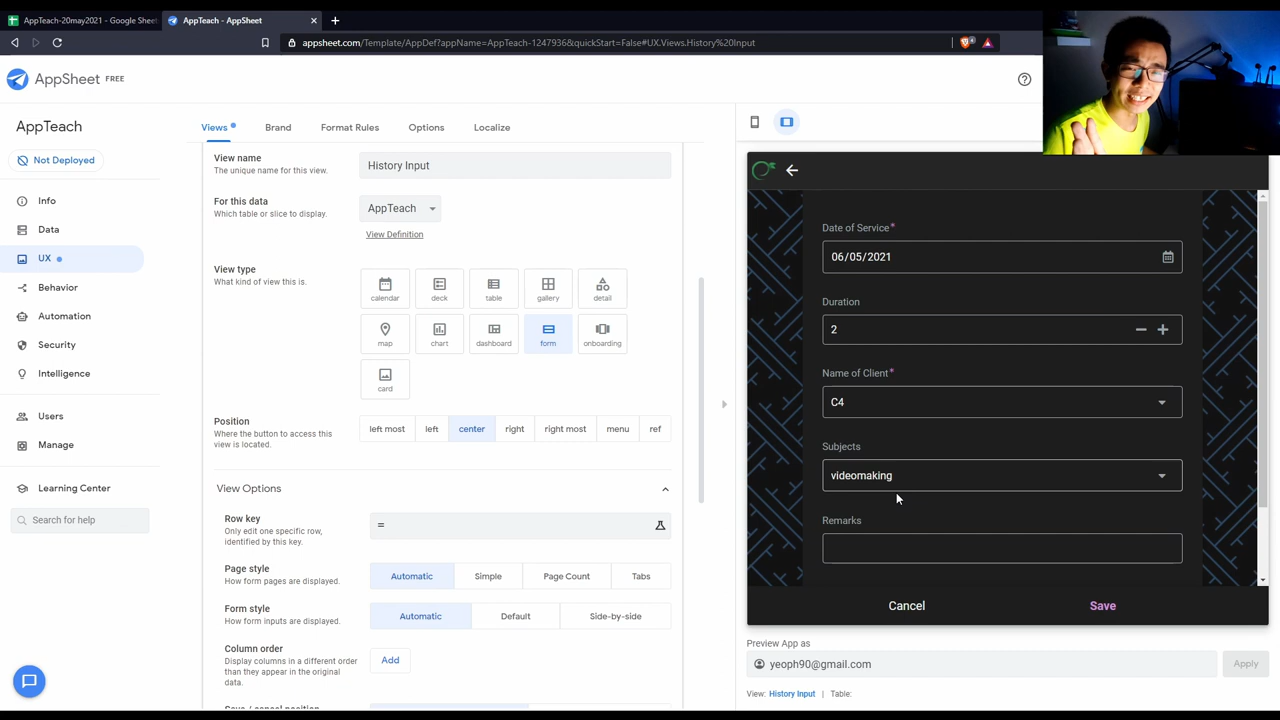 AppTeach-20may2021 - Google Sheet
AppTeach - AppSheet
appsheet.com/Template/AppDef?appName=AppTeach-1247936&quickStart=False#UX.Views.History%20Input
AppSheet FREE
AppTeach
Not Deployed
Info
Data
UX
Behavior
Automation
Security
Intelligence
Users
Manage
Learning Center
Search for help
Views
Brand
Format Rules
Options
Localize
View name
The unique name for this view.
History Input
For this data
Which table or slice to display.
AppTeach
View Definition
View type
What kind of view this is.
calendar
deck
table
gallery
detail
map
chart
dashboard
form
onboarding
card
Position
Where the button to access this
view is located.
left most
left
center
right
right most
menu
ref
View Options
Row key
Only edit one specific row,
identified by this key.
=
Page style
How form pages are displayed.
Automatic
Simple
Page Count
Tabs
Form style
How form inputs are displayed.
Automatic
Default
Side-by-side
Column order
Display columns in a different order
than they appear in the original
data.
Add
Date of Service*
06/05/2021
Duration
2
Name of Client*
C4
Subjects
videomaking
Remarks
Cancel
Save
Preview App as
yeoph90@gmail.com
Apply
View: History Input | Table: